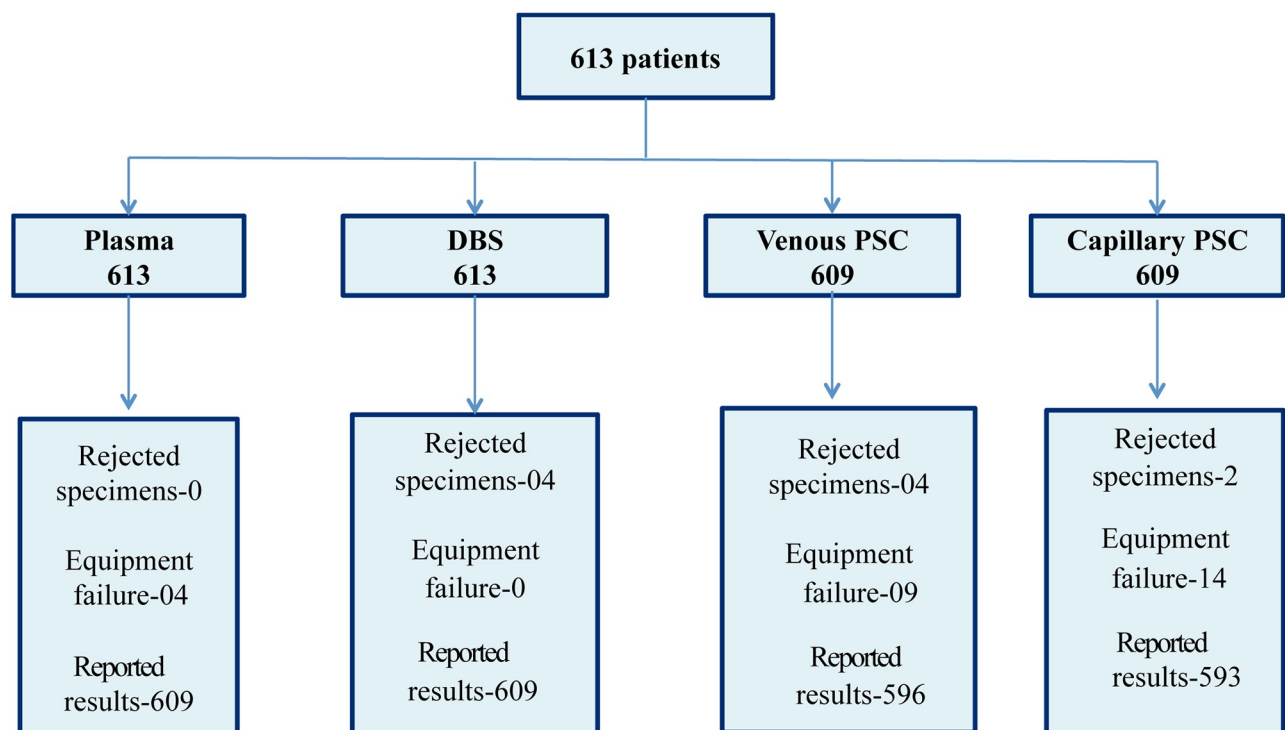 613 patients
Plasma
613
DBS
613
Venous PSC
609
Capillary PSC
609
Rejected
specimens-0
Equipment
failure-04
Reported
results-609
Rejected
specimens-04
Equipment
failure-0
Reported
results-609
Rejected
specimens-04
Equipment
failure-09
Reported
results-596
Rejected
specimens-2
Equipment
failure-14
Reported
results-593